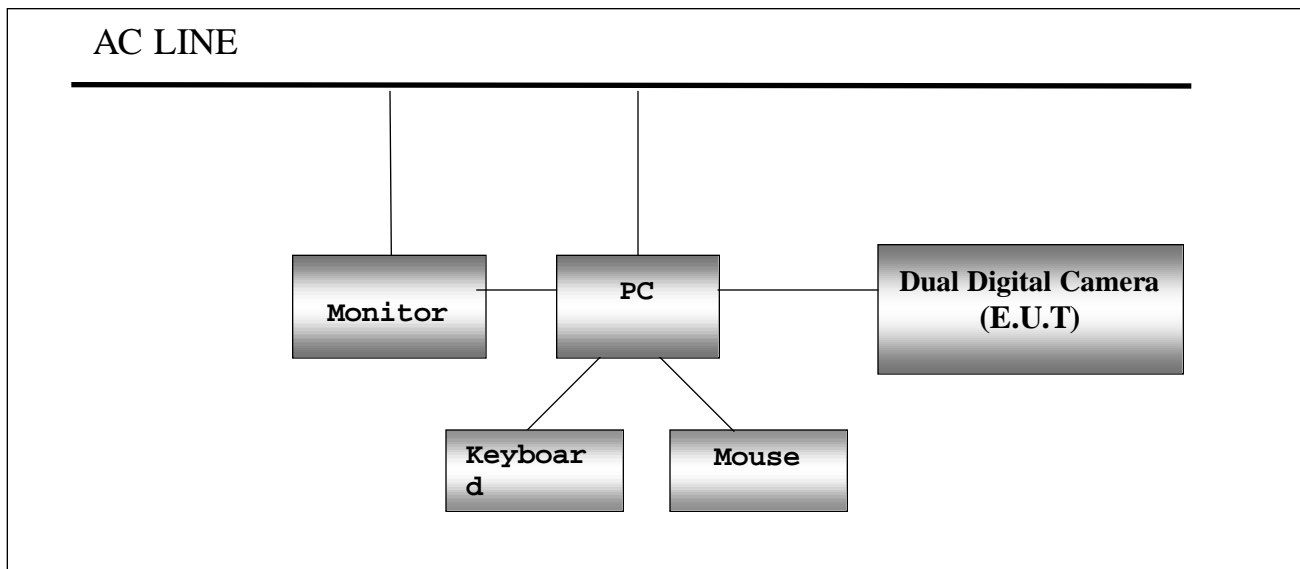 AC LINE
Monitor
PC
Dual Digital Camera
(E.U.T)
Keyboar
d
Mouse